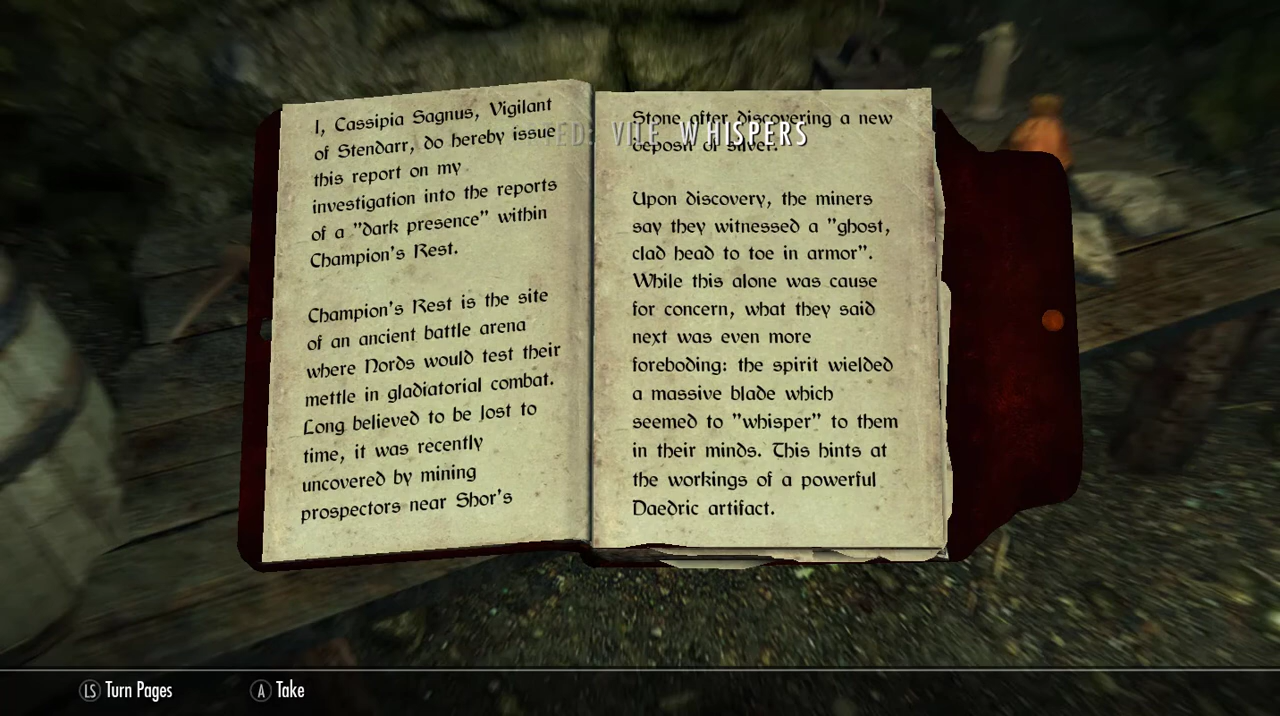 I, Cassipia Sagnus, Vigilant
of Stendarr, do hereby issue
this report on my
investigation into the reports
of a "dark presence" within
Champion's Rest.
Champion's Rest is the site
of an ancient battle arena
where Nords would test their
mettle in gladiatorial combat.
Long believed to be lost to
time, it was recently
uncovered by mining
prospectors near Shor's
Stone after discovering a new
deposit of silver.
VILE WHISPERS
Upon discovery, the miners
say they witnessed a "ghost,
clad head to toe in armor".
While this alone was cause
for concern, what they said
next was even more
foreboding: the spirit wielded
a massive blade which
seemed to "whisper" to them
in their minds. This hints at
the workings of a powerful
Daedric artifact.
LS Turn Pages
A Take